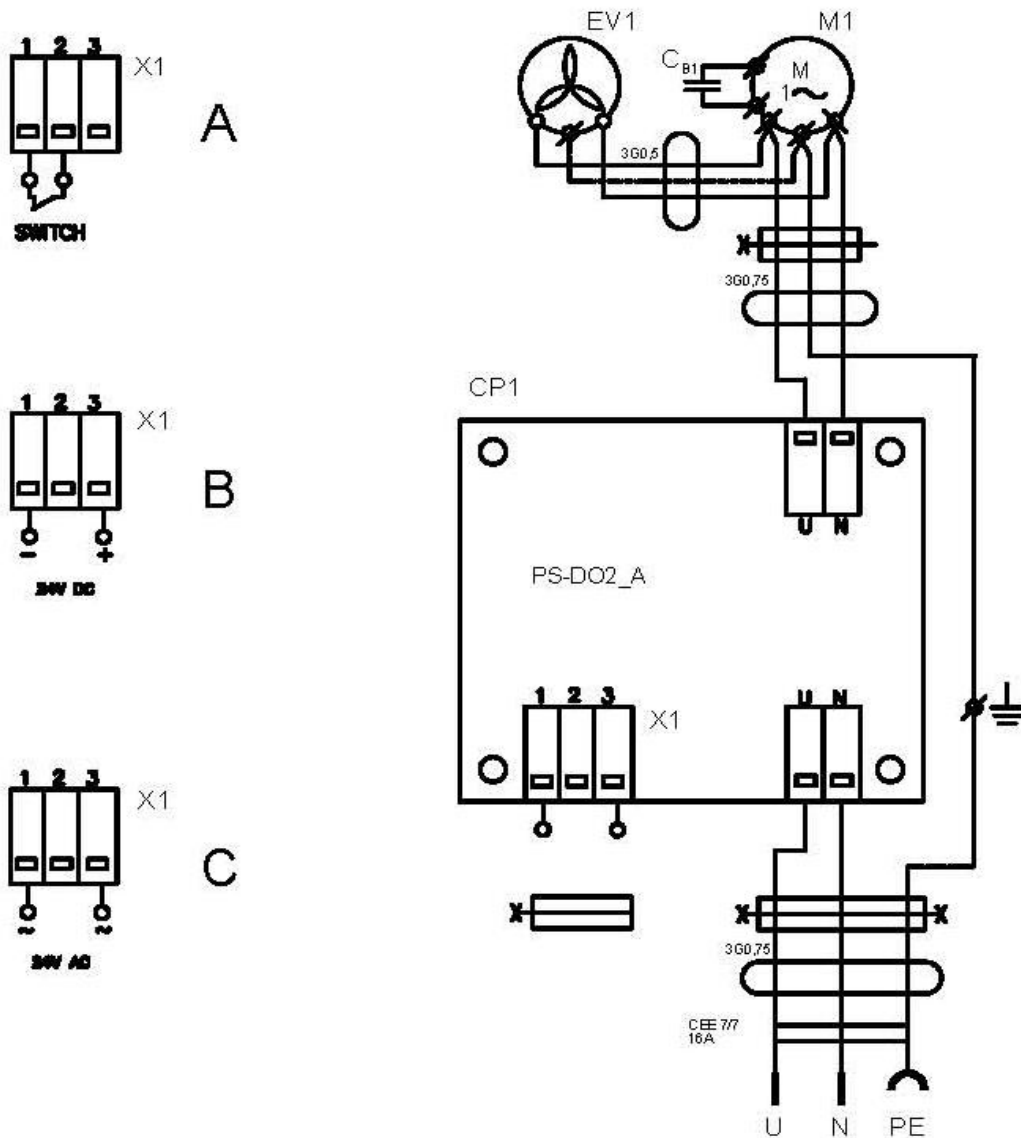 1 2 3
X1
A
SWITCH
1 2 3
X1
B
- +
24V DC
1 2 3
X1
C
~ ~
24V AC
EV1
M1
C B1
M
1 ~
3G0,5
3G0,75
CP1
U N
PS-DO2_A
1 2 3
X1
U N
3G0,75
CEE 7/7
16A
U N PE